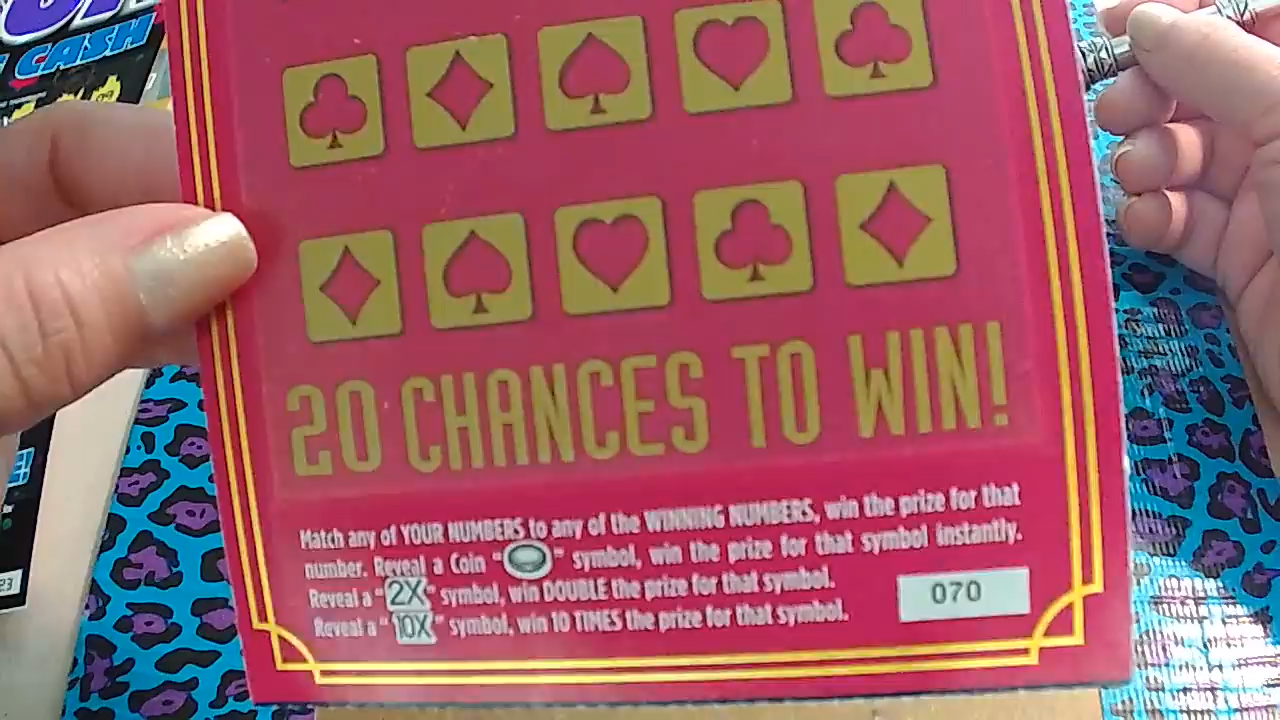 CASH
20 CHANCES TO WIN!
Match any of YOUR NUMBERS to any of the WINNING NUMBERS, win the prize for that
number. Reveal a Coin " " symbol, win the prize for that symbol instantly.
Reveal a "2X" symbol, win DOUBLE the prize for that symbol.
Reveal a "10X" symbol, win 10 TIMES the prize for that symbol.
070
23